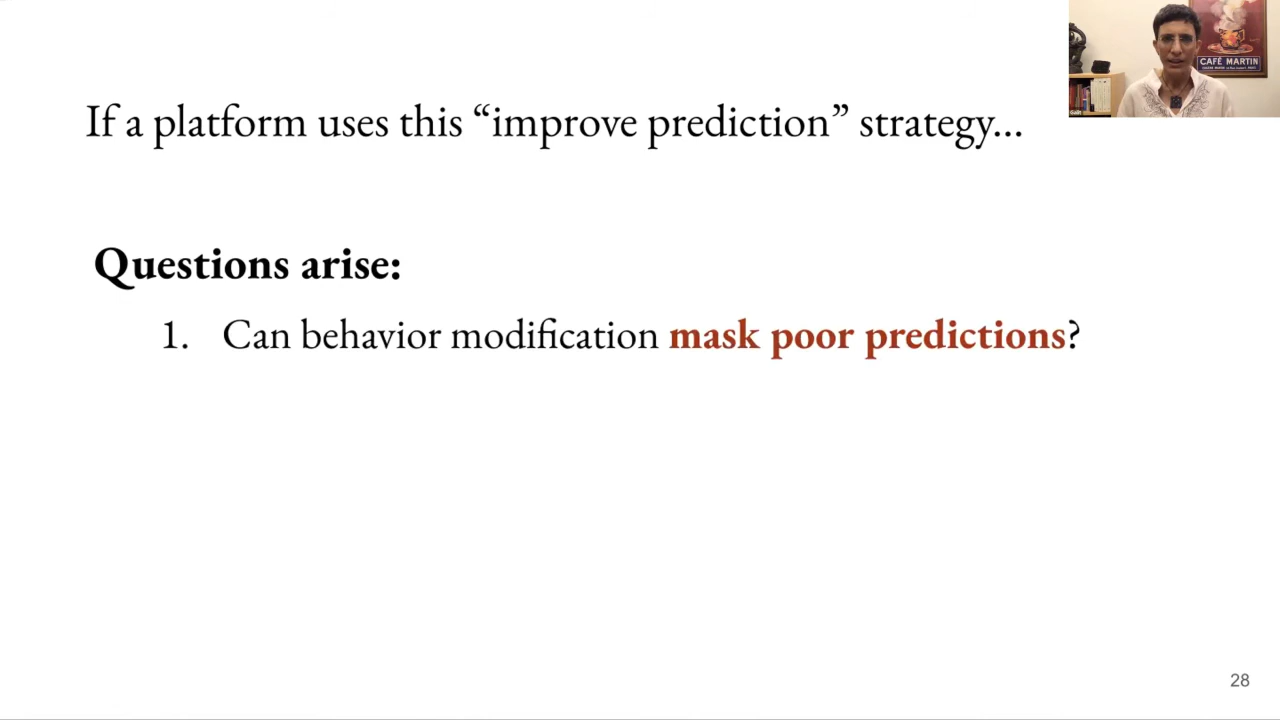 If a platform uses this “improve prediction” strategy...
Questions arise:
1. Can behavior modification mask poor predictions?
CAFÉ MARTIN
28